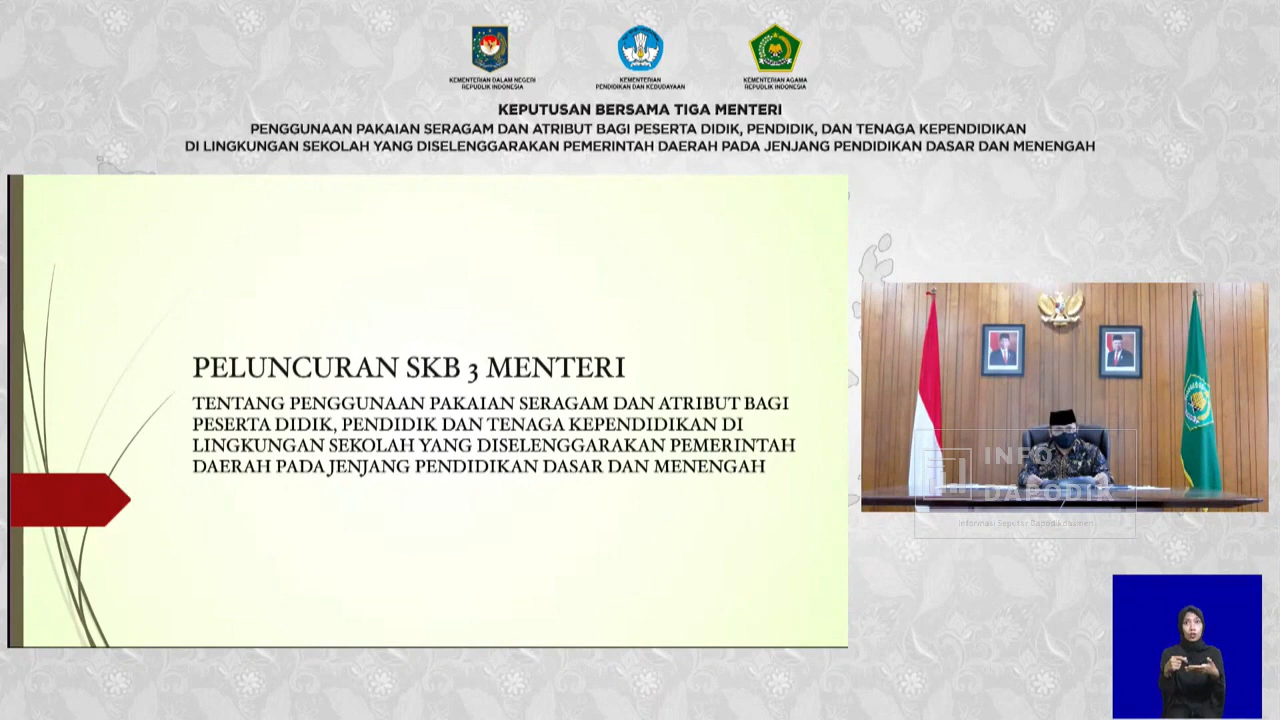 KEMENTERIAN DALAM NEGERI
REPUBLIK INDONESIA
KEMENTERIAN
PENDIDIKAN DAN KEBUDAYAAN
KEMENTERIAN AGAMA
REPUBLIK INDONESIA
KEPUTUSAN BERSAMA TIGA MENTERI
PENGGUNAAN PAKAIAN SERAGAM DAN ATRIBUT BAGI PESERTA DIDIK, PENDIDIK, DAN TENAGA KEPENDIDIKAN
DI LINGKUNGAN SEKOLAH YANG DISELENGGARAKAN PEMERINTAH DAERAH PADA JENJANG PENDIDIKAN DASAR DAN MENENGAH
PELUNCURAN SKB 3 MENTERI
TENTANG PENGGUNAAN PAKAIAN SERAGAM DAN ATRIBUT BAGI
PESERTA DIDIK, PENDIDIK DAN TENAGA KEPENDIDIKAN DI
LINGKUNGAN SEKOLAH YANG DISELENGGARAKAN PEMERINTAH
DAERAH PADA JENJANG PENDIDIKAN DASAR DAN MENENGAH
INFO
DAPODIK
Informasi Seputar Dapodikdasmen